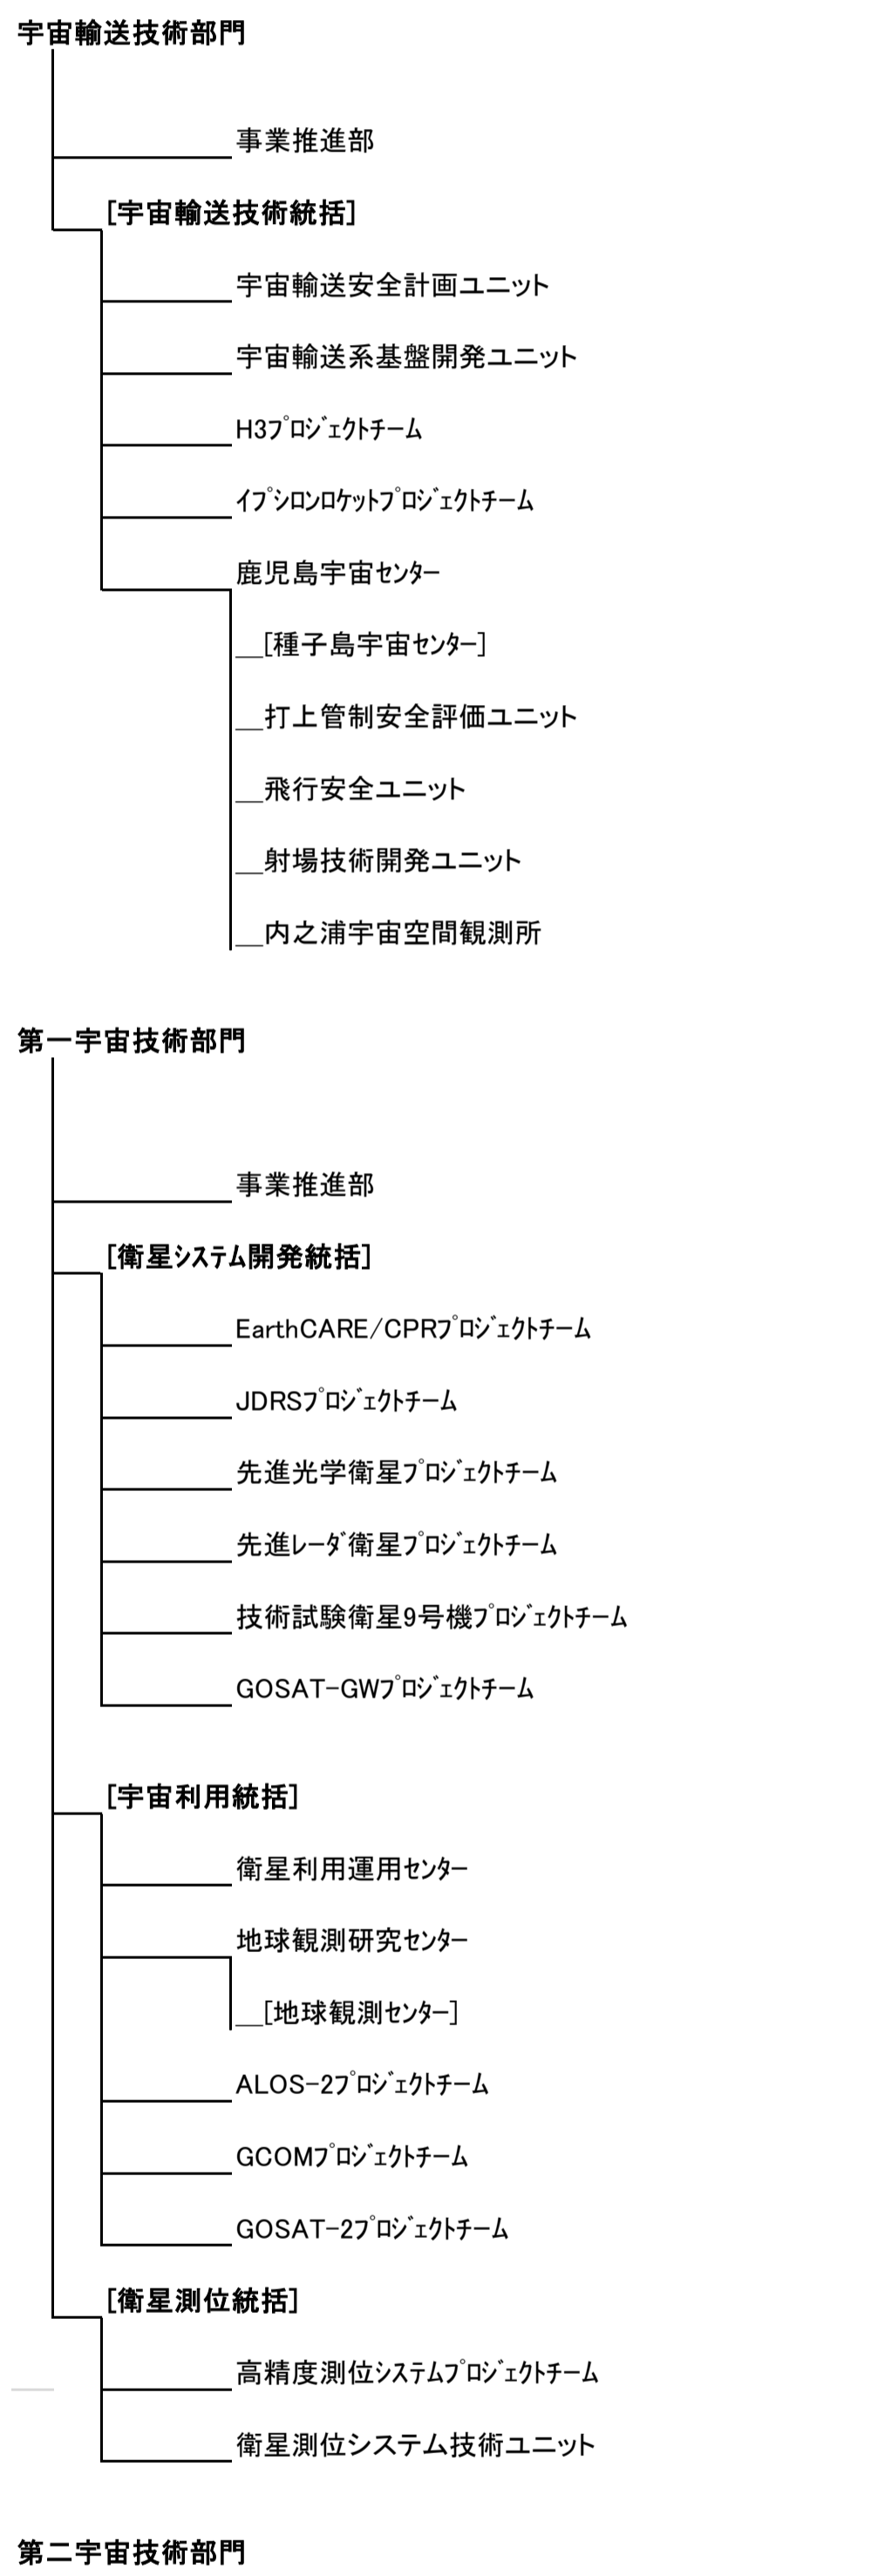 宇宙輸送技術部門
事業推進部
[宇宙輸送技術統括]
宇宙輸送安全計画ユニット
宇宙輸送系基盤開発ユニット
H3ﾌﾟﾛｼﾞｪｸﾄﾁｰﾑ
ｲﾌﾟｼﾛﾝﾛｹｯﾄﾌﾟﾛｼﾞｪｸﾄﾁｰﾑ
鹿児島宇宙ｾﾝﾀｰ
__[種子島宇宙ｾﾝﾀｰ]
__打上管制安全評価ユニット
__飛行安全ユニット
__射場技術開発ユニット
__内之浦宇宙空間観測所
第一宇宙技術部門
事業推進部
[衛星ｼｽﾃﾑ開発統括]
EarthCARE/CPRﾌﾟﾛｼﾞｪｸﾄﾁｰﾑ
JDRSﾌﾟﾛｼﾞｪｸﾄﾁｰﾑ
先進光学衛星ﾌﾟﾛｼﾞｪｸﾄﾁｰﾑ
先進ﾚｰﾀﾞ衛星ﾌﾟﾛｼﾞｪｸﾄﾁｰﾑ
技術試験衛星9号機ﾌﾟﾛｼﾞｪｸﾄﾁｰﾑ
GOSAT-GWﾌﾟﾛｼﾞｪｸﾄﾁｰﾑ
[宇宙利用統括]
衛星利用運用ｾﾝﾀｰ
地球観測研究ｾﾝﾀｰ
__[地球観測ｾﾝﾀｰ]
ALOS-2ﾌﾟﾛｼﾞｪｸﾄﾁｰﾑ
GCOMﾌﾟﾛｼﾞｪｸﾄﾁｰﾑ
GOSAT-2ﾌﾟﾛｼﾞｪｸﾄﾁｰﾑ
[衛星測位統括]
高精度測位ｼｽﾃﾑﾌﾟﾛｼﾞｪｸﾄﾁｰﾑ
衛星測位システム技術ユニット
第二宇宙技術部門